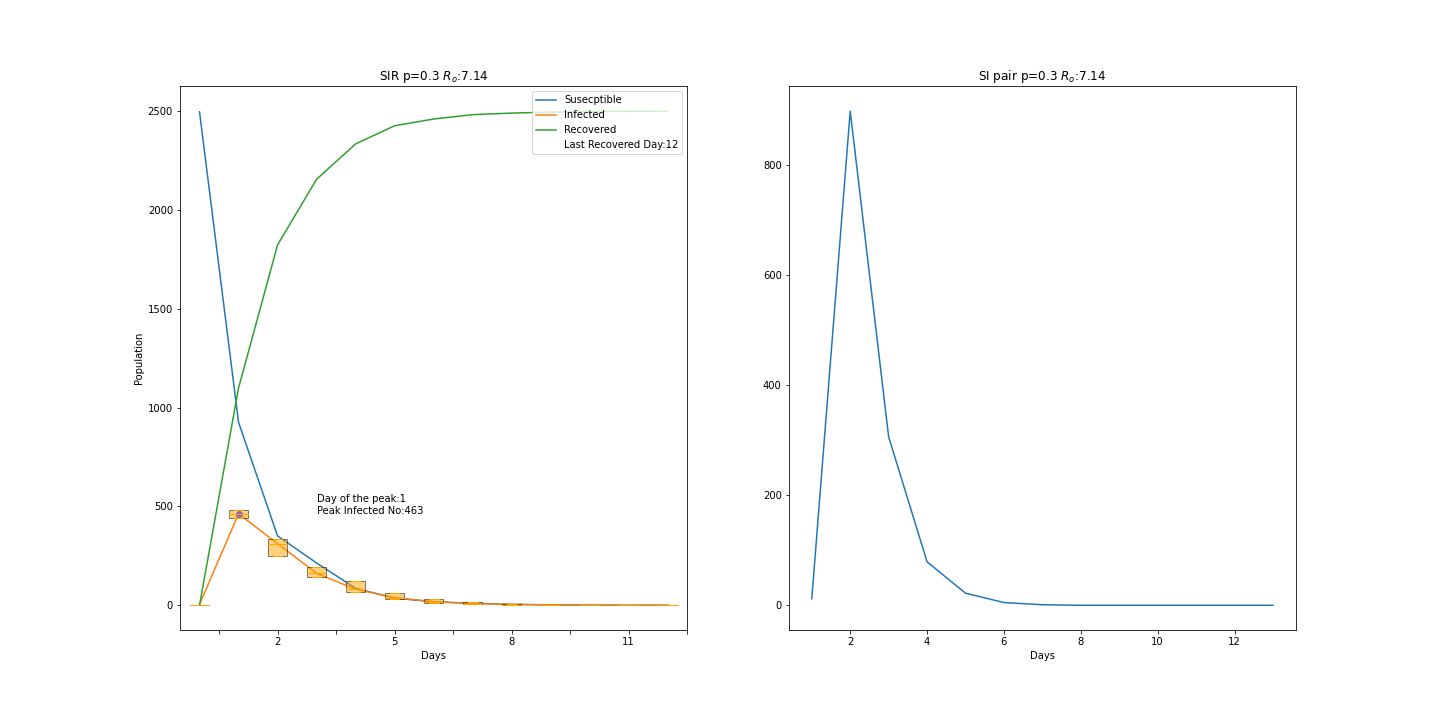 SIR p=0.3 R₀:7.14
Susecptible
Infected
Recovered
Last Recovered Day:12
2500
2000
1500
1000
500
0
Population
Day of the peak:1
Peak Infected No:463
2 5 8 11
Days
SI pair p=0.3 R₀:7.14
800
600
400
200
0
2 4 6 8 10 12
Days